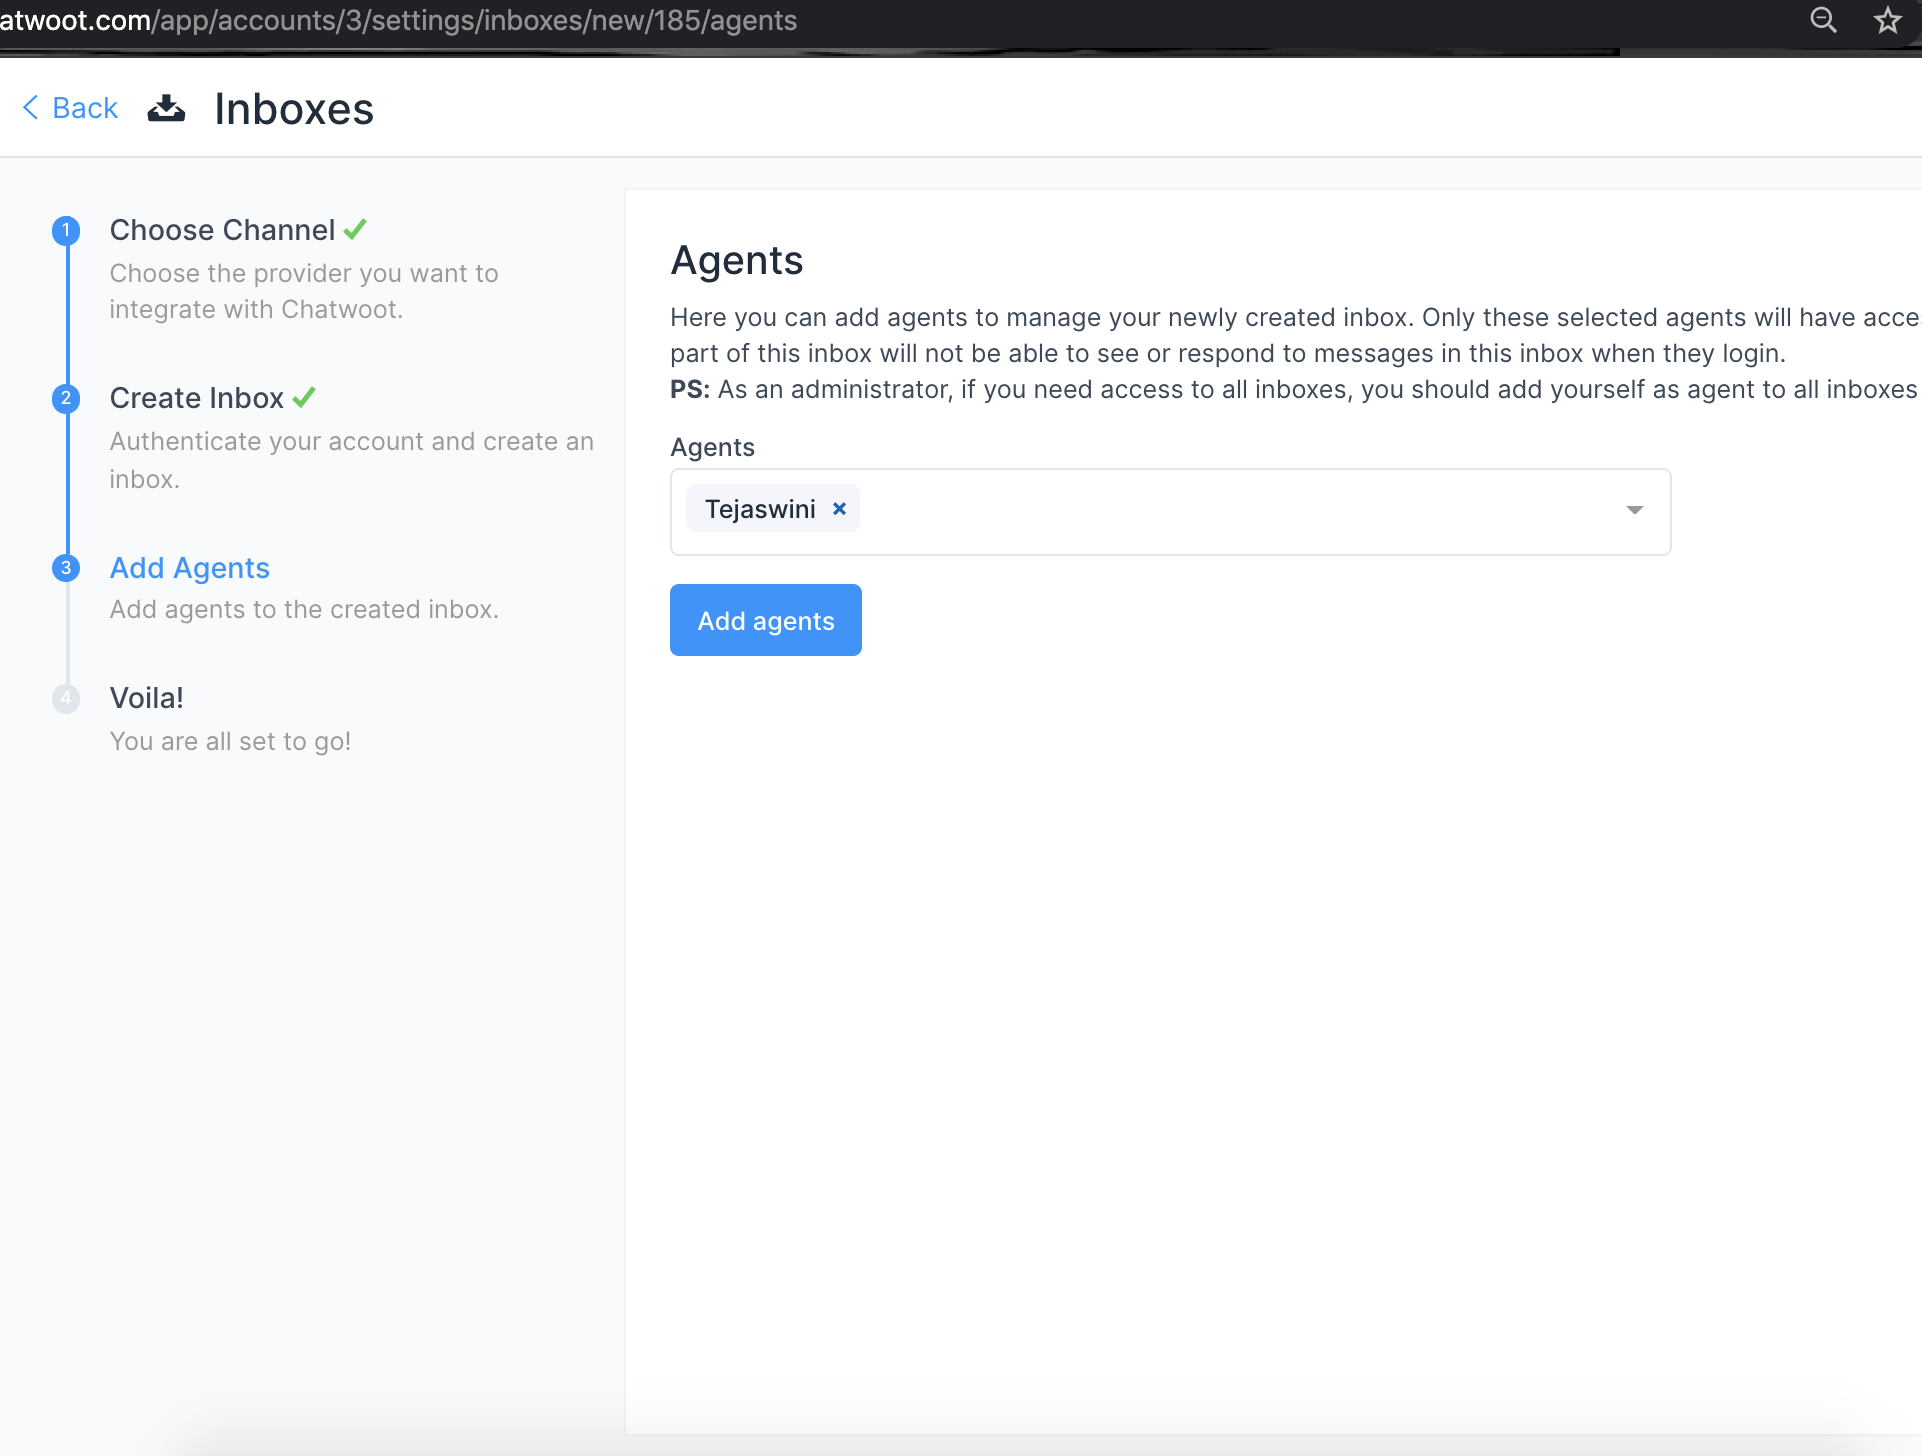 atwoot.com/app/accounts/3/settings/inboxes/new/185/agents
Back
Inboxes
1
Choose Channel
Choose the provider you want to
integrate with Chatwoot.
2
Create Inbox
Authenticate your account and create an
inbox.
3
Add Agents
Add agents to the created inbox.
4
Voila!
You are all set to go!
Agents
Here you can add agents to manage your newly created inbox. Only these selected agents will have acce
part of this inbox will not be able to see or respond to messages in this inbox when they login.
PS: As an administrator, if you need access to all inboxes, you should add yourself as agent to all inboxes
Agents
Tejaswini ×
Add agents